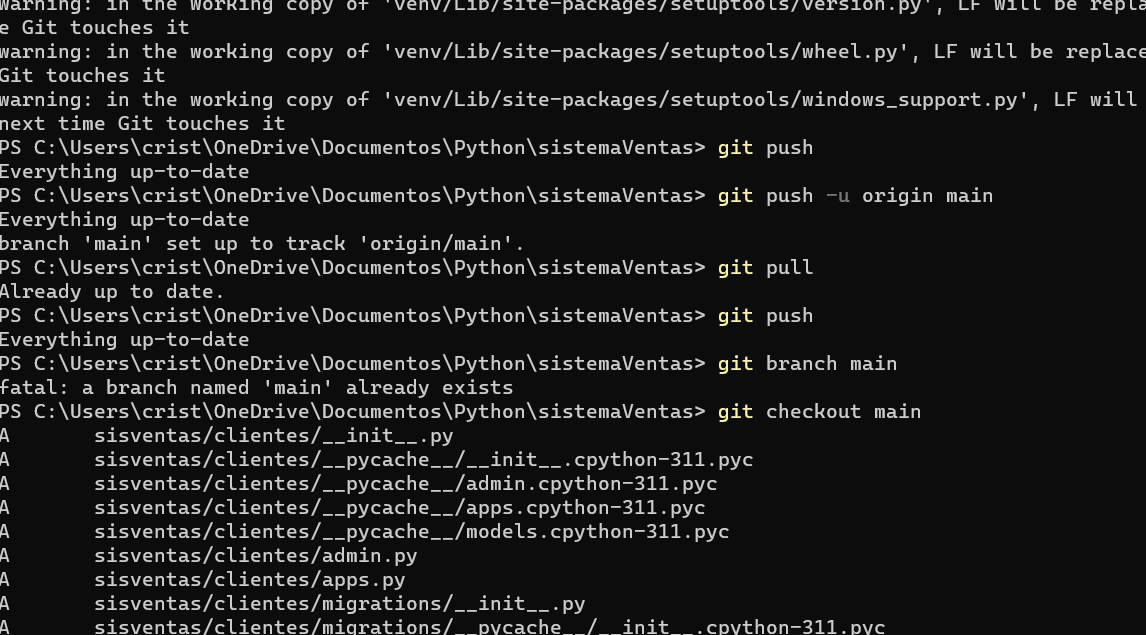 warning: in the working copy of 'venv/Lib/site-packages/setuptools/version.py', LF will be repla
e Git touches it
warning: in the working copy of 'venv/Lib/site-packages/setuptools/wheel.py', LF will be replace
Git touches it
warning: in the working copy of 'venv/Lib/site-packages/setuptools/windows_support.py', LF will
next time Git touches it
PS C:\Users\crist\OneDrive\Documentos\Python\sistemaVentas> git push
Everything up-to-date
PS C:\Users\crist\OneDrive\Documentos\Python\sistemaVentas> git push -u origin main
Everything up-to-date
branch 'main' set up to track 'origin/main'.
PS C:\Users\crist\OneDrive\Documentos\Python\sistemaVentas> git pull
Already up to date.
PS C:\Users\crist\OneDrive\Documentos\Python\sistemaVentas> git push
Everything up-to-date
PS C:\Users\crist\OneDrive\Documentos\Python\sistemaVentas> git branch main
fatal: a branch named 'main' already exists
PS C:\Users\crist\OneDrive\Documentos\Python\sistemaVentas> git checkout main
A       sisventas/clientes/__init__.py
A       sisventas/clientes/__pycache__/__init__.cpython-311.pyc
A       sisventas/clientes/__pycache__/admin.cpython-311.pyc
A       sisventas/clientes/__pycache__/apps.cpython-311.pyc
A       sisventas/clientes/__pycache__/models.cpython-311.pyc
A       sisventas/clientes/admin.py
A       sisventas/clientes/apps.py
A       sisventas/clientes/migrations/__init__.py
A       sisventas/clientes/migrations/__pycache__/__init__.cpython-311.pyc